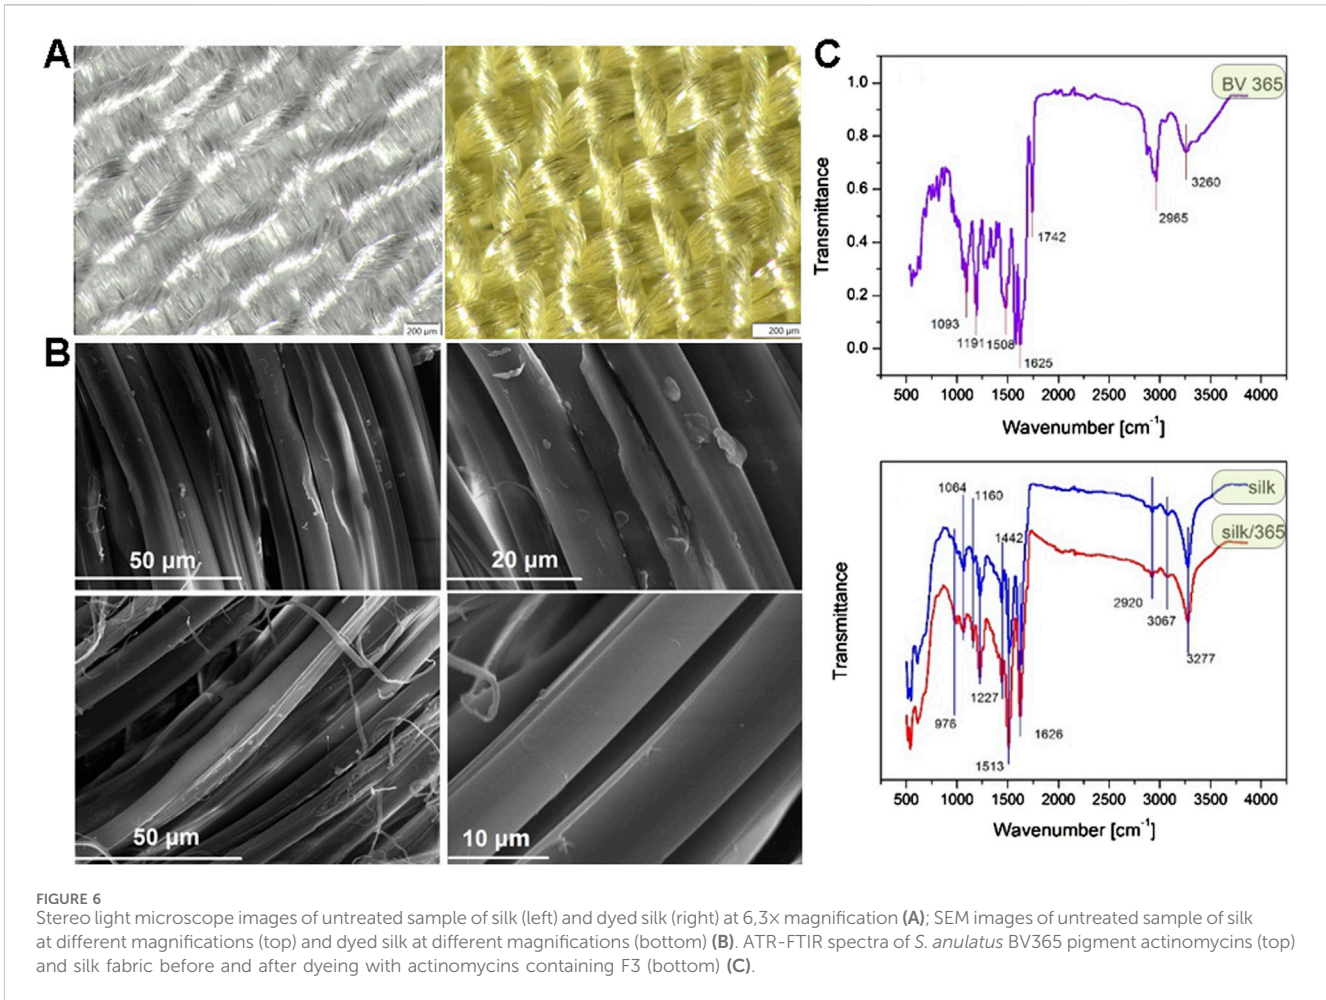 A
200 µm
200 µm
B
50 µm
20 µm
50 µm
10 µm
C
BV 365
Transmittance
1.0
0.8
0.6
0.4
0.2
0.0
3260
2965
1742
1093
1191
1508
1625
500 1000 1500 2000 2500 3000 3500 4000
Wavenumber [cm⁻¹]
silk
silk/365
Transmittance
1064
1160
1442
2920
3067
3277
1227
976
1626
1513
500 1000 1500 2000 2500 3000 3500 4000
Wavenumber [cm⁻¹]
FIGURE 6
Stereo light microscope images of untreated sample of silk (left) and dyed silk (right) at 6,3× magnification (A); SEM images of untreated sample of silk
at different magnifications (top) and dyed silk at different magnifications (bottom) (B). ATR-FTIR spectra of S. anulatus BV365 pigment actinomycins (top)
and silk fabric before and after dyeing with actinomycins containing F3 (bottom) (C).